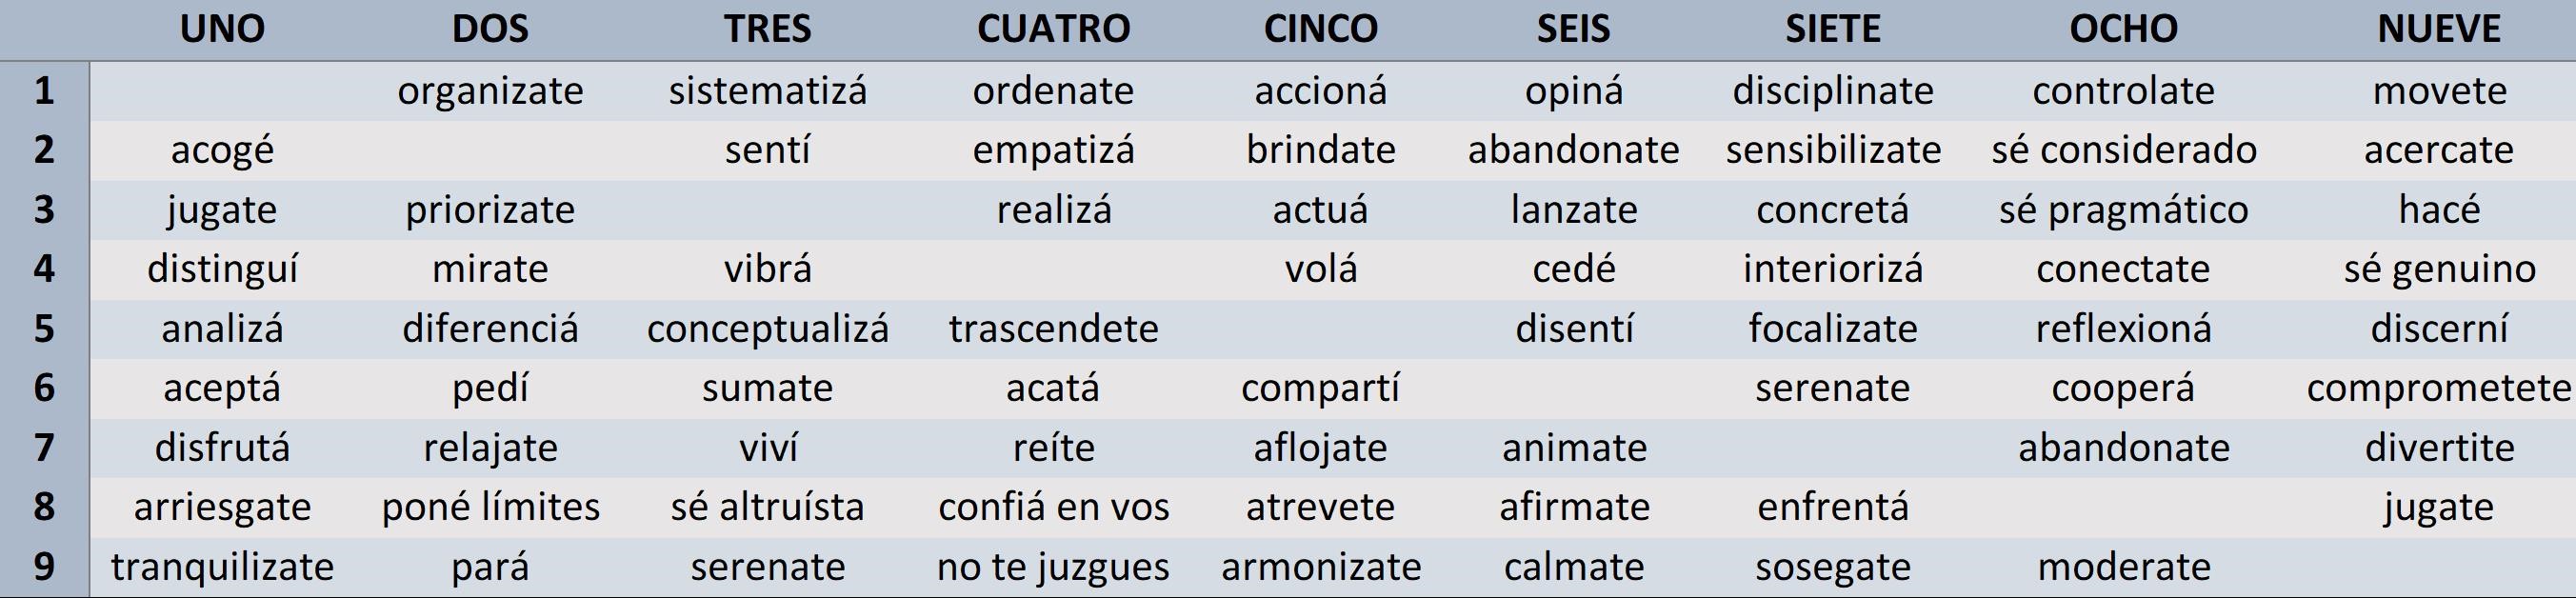 UNO DOS TRES CUATRO CINCO SEIS SIETE OCHO NUEVE
1 organizate sistematizá ordenate accioná opiná disciplinate controlate movete
2 acogé sentí empatizá brindate abandonate sensibilizate sé considerado acercate
3 jugate priorizate realizá actuá lanzate concretá sé pragmático hacé
4 distinguí mirate vibrá volá cedé interiorizá conectate sé genuino
5 analizá diferenciá conceptualizá trascendete disentí focalizate reflexioná discerní
6 aceptá pedí sumate acatá compartí serenate cooperá comprometete
7 disfrutá relajate viví reíte aflojate animate abandonate divertite
8 arriesgate poné límites sé altruísta confiá en vos atrevete afirmate enfrentá jugate
9 tranquilizate pará serenate no te juzgues armonizate calmate sosegate moderate